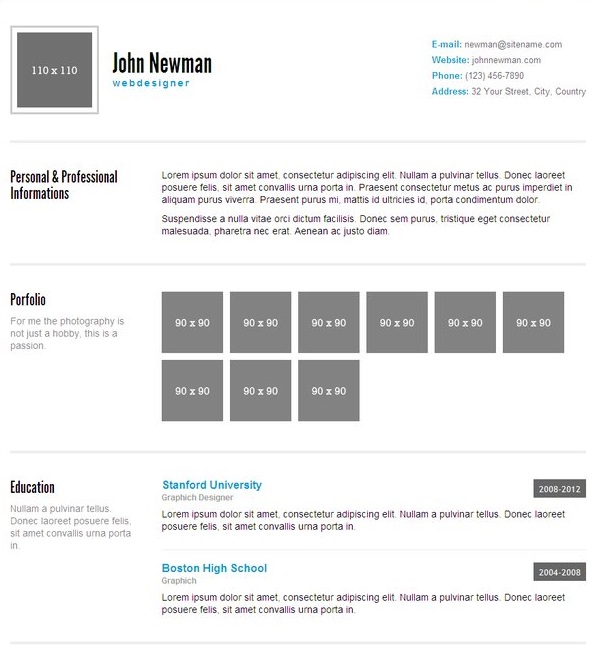 110 x 110
John Newman
webdesigner
E-mail: newman@sitename.com
Website: johnnewman.com
Phone: (123) 456-7890
Address: 32 Your Street, City, Country
Personal & Professional
Informations
Lorem ipsum dolor sit amet, consectetur adipiscing elit. Nullam a pulvinar tellus. Donec laoreet
posuere felis, sit amet convallis urna porta in. Praesent consectetur metus ac purus imperdiet in
aliquam purus viverra. Praesent purus mi, mattis id ultricies id, porta condimentum dolor.
Suspendisse a nulla vitae orci dictum facilisis. Donec sem purus, tristique eget consectetur
malesuada, pharetra nec erat. Aenean ac justo diam.
Porfolio
For me the photography is
not just a hobby, this is a
passion.
90 x 90 90 x 90 90 x 90 90 x 90 90 x 90 90 x 90
90 x 90 90 x 90 90 x 90
Education
Nullam a pulvinar tellus.
Donec laoreet posuere felis,
sit amet convallis urna porta
in
Stanford University
2008-2012
Graphich Designer
Lorem ipsum dolor sit amet, consectetur adipiscing elit. Nullam a pulvinar tellus. Donec laoreet
posuere felis, sit amet convallis urna porta in.
Boston High School
2004-2008
Graphich
Lorem ipsum dolor sit amet, consectetur adipiscing elit. Nullam a pulvinar tellus. Donec laoreet
posuere felis, sit amet convallis urna porta in.